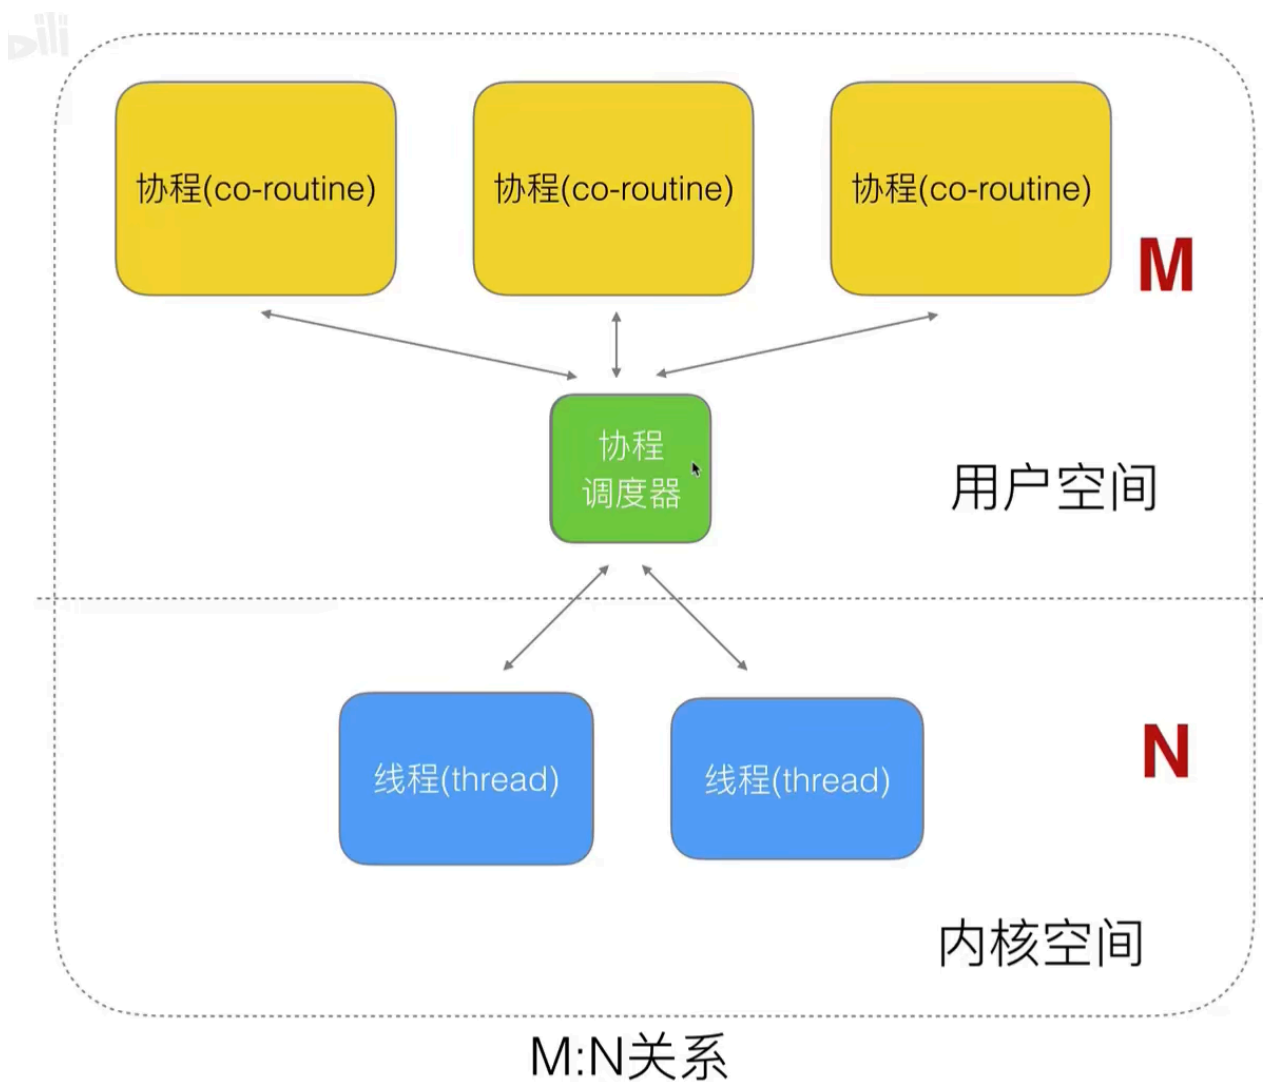 协程(co-routine)
协程(co-routine)
协程(co-routine)
M
协程
调度器
用户空间
线程(thread)
线程(thread)
N
内核空间
M:N关系